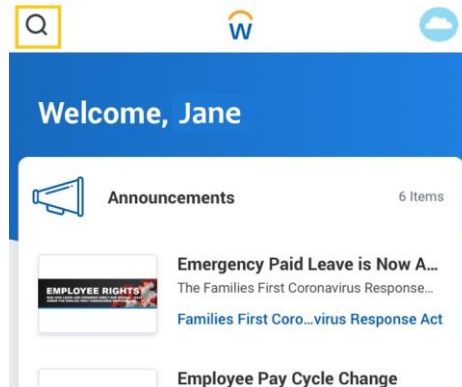 Welcome, Jane
Announcements
6 Items
EMPLOYEE RIGHTS
Emergency Paid Leave is Now A...
The Families First Coronavirus Response...
Families First Coro...virus Response Act
Employee Pay Cycle Change